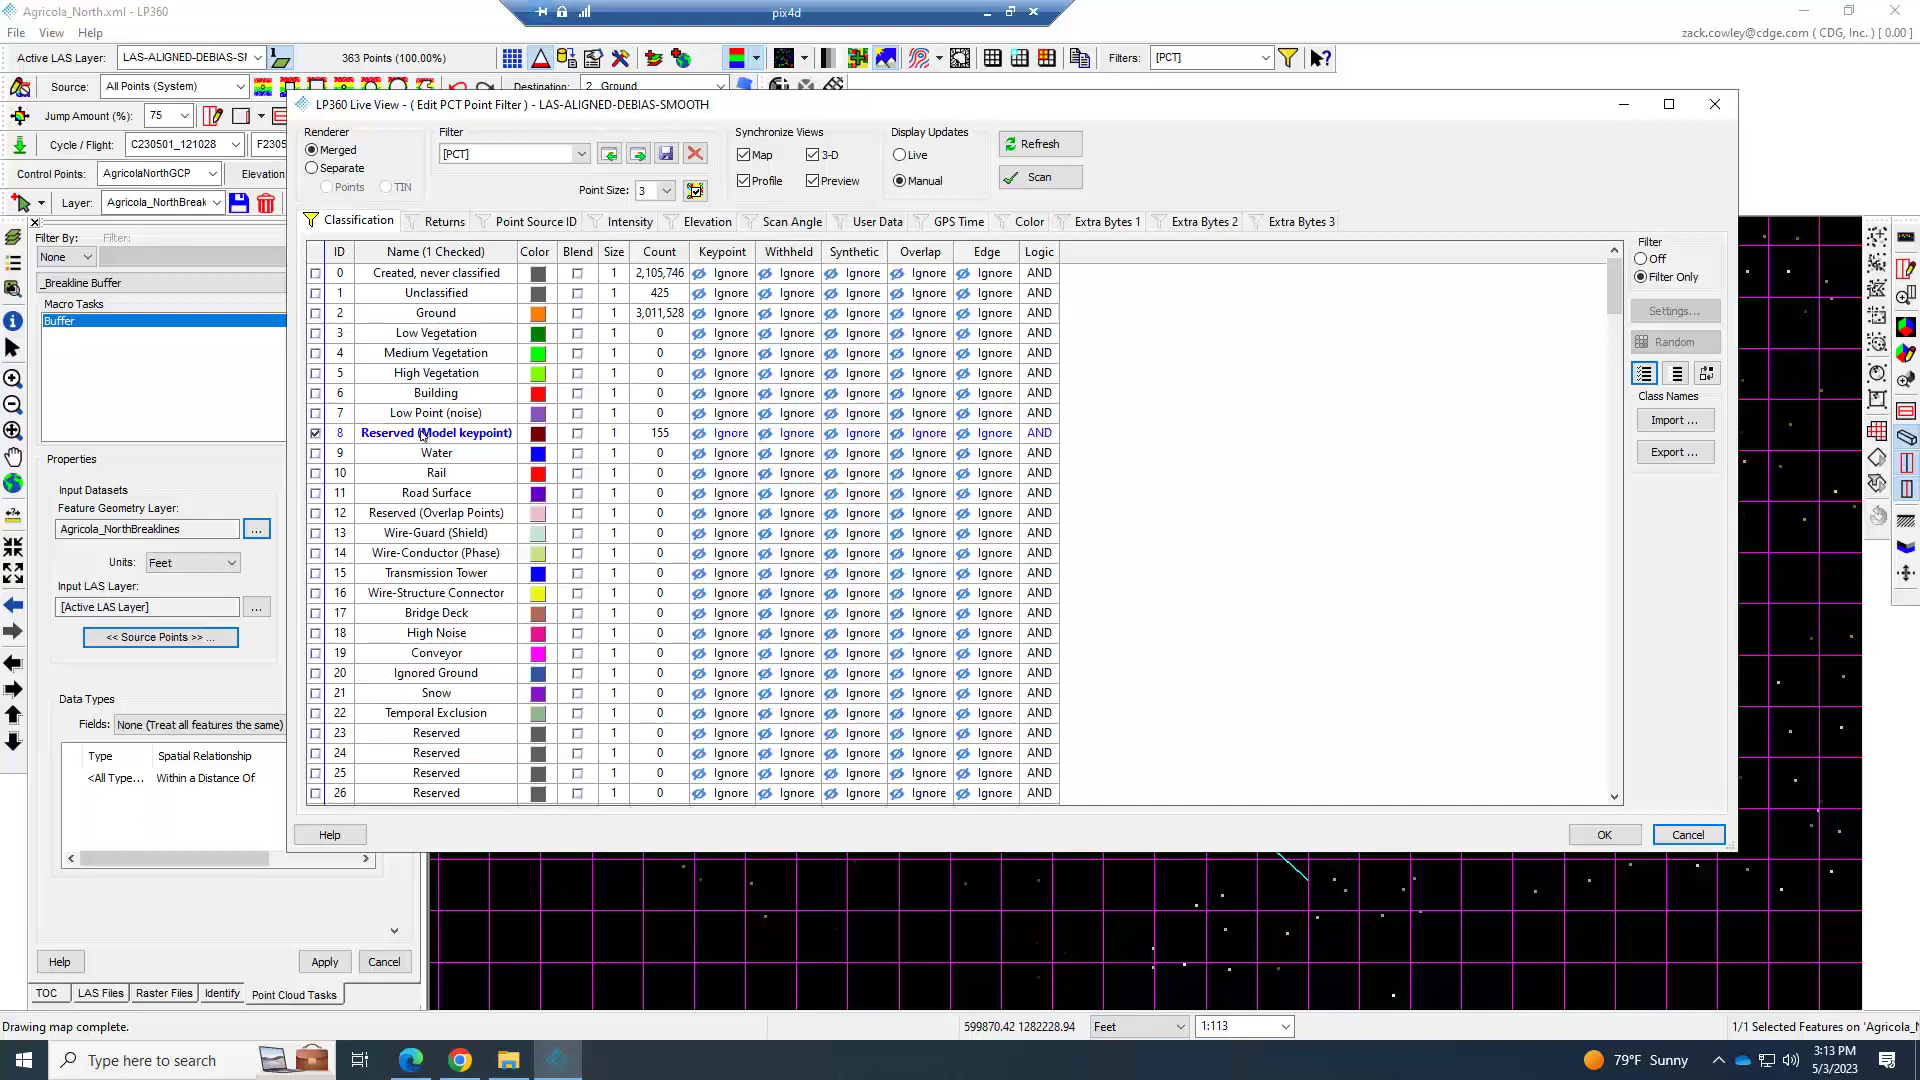 Agricola_North.xml - LP360
pix4d
File View Help
zack.cowley@cdge.com ( CDG, Inc. ) [ 0.00 ]
Active LAS Layer: LAS-ALIGNED-DEBIAS-SM
363 Points (100.00%)
Filters: [PCT]
Source: All Points (System)
Destination: 2 Ground
Jump Amount (%): 75
Cycle / Flight: C230501_121028 F2305
Control Points: AgricolaNorthGCP Elevation
Layer: Agricola_NorthBreak
Filter By: Filter:
None
_Breakline Buffer
Macro Tasks
Buffer
Properties
Input Datasets
Feature Geometry Layer:
Agricola_NorthBreaklines ...
Units: Feet
Input LAS Layer:
[Active LAS Layer] ...
<< Source Points >> ...
Data Types
Fields: None (Treat all features the same)
Type Spatial Relationship
<All Type... Within a Distance Of
Help Apply Cancel
TOC LAS Files Raster Files Identify Point Cloud Tasks
LP360 Live View - ( Edit PCT Point Filter ) - LAS-ALIGNED-DEBIAS-SMOOTH
Renderer
Merged
Separate
Points TIN
Filter
[PCT]
Point Size: 3
Synchronize Views
Map 3-D
Profile Preview
Display Updates
Live
Manual
Refresh
Scan
Classification Returns Point Source ID Intensity Elevation Scan Angle User Data GPS Time Color Extra Bytes 1 Extra Bytes 2 Extra Bytes 3
ID Name (1 Checked) Color Blend Size Count Keypoint Withheld Synthetic Overlap Edge Logic
0 Created, never classified 1 2,105,746 Ignore Ignore Ignore Ignore Ignore AND
1 Unclassified 1 425 Ignore Ignore Ignore Ignore Ignore AND
2 Ground 1 3,011,528 Ignore Ignore Ignore Ignore Ignore AND
3 Low Vegetation 1 0 Ignore Ignore Ignore Ignore Ignore AND
4 Medium Vegetation 1 0 Ignore Ignore Ignore Ignore Ignore AND
5 High Vegetation 1 0 Ignore Ignore Ignore Ignore Ignore AND
6 Building 1 0 Ignore Ignore Ignore Ignore Ignore AND
7 Low Point (noise) 1 0 Ignore Ignore Ignore Ignore Ignore AND
8 Reserved (Model keypoint) 1 155 Ignore Ignore Ignore Ignore Ignore AND
9 Water 1 0 Ignore Ignore Ignore Ignore Ignore AND
10 Rail 1 0 Ignore Ignore Ignore Ignore Ignore AND
11 Road Surface 1 0 Ignore Ignore Ignore Ignore Ignore AND
12 Reserved (Overlap Points) 1 0 Ignore Ignore Ignore Ignore Ignore AND
13 Wire-Guard (Shield) 1 0 Ignore Ignore Ignore Ignore Ignore AND
14 Wire-Conductor (Phase) 1 0 Ignore Ignore Ignore Ignore Ignore AND
15 Transmission Tower 1 0 Ignore Ignore Ignore Ignore Ignore AND
16 Wire-Structure Connector 1 0 Ignore Ignore Ignore Ignore Ignore AND
17 Bridge Deck 1 0 Ignore Ignore Ignore Ignore Ignore AND
18 High Noise 1 0 Ignore Ignore Ignore Ignore Ignore AND
19 Conveyor 1 0 Ignore Ignore Ignore Ignore Ignore AND
20 Ignored Ground 1 0 Ignore Ignore Ignore Ignore Ignore AND
21 Snow 1 0 Ignore Ignore Ignore Ignore Ignore AND
22 Temporal Exclusion 1 0 Ignore Ignore Ignore Ignore Ignore AND
23 Reserved 1 0 Ignore Ignore Ignore Ignore Ignore AND
24 Reserved 1 0 Ignore Ignore Ignore Ignore Ignore AND
25 Reserved 1 0 Ignore Ignore Ignore Ignore Ignore AND
26 Reserved 1 0 Ignore Ignore Ignore Ignore Ignore AND
Filter
Off
Filter Only
Settings...
Random
Class Names
Import ...
Export ...
Help OK Cancel
Drawing map complete.
599870.42 1282228.94 Feet 1:113
1/1 Selected Features on 'Agricola_N
Type here to search
79°F Sunny
3:13 PM
5/3/2023